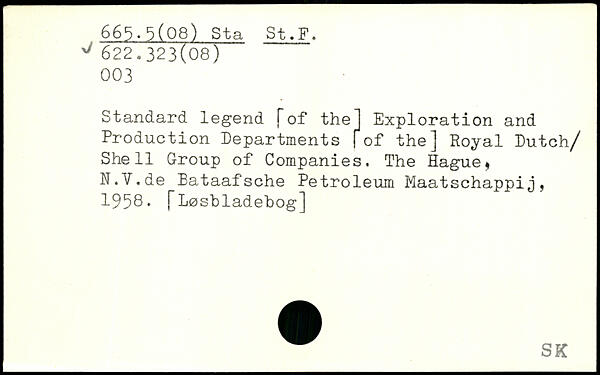 665.5(08) Sta St.F.
✓ 622.323(08)
003
Standard legend [of the] Exploration and
Production Departments [of the] Royal Dutch/
Shell Group of Companies. The Hague,
N.V.de Bataafsche Petroleum Maatschappij,
1958. [Løsbladebog]
SK